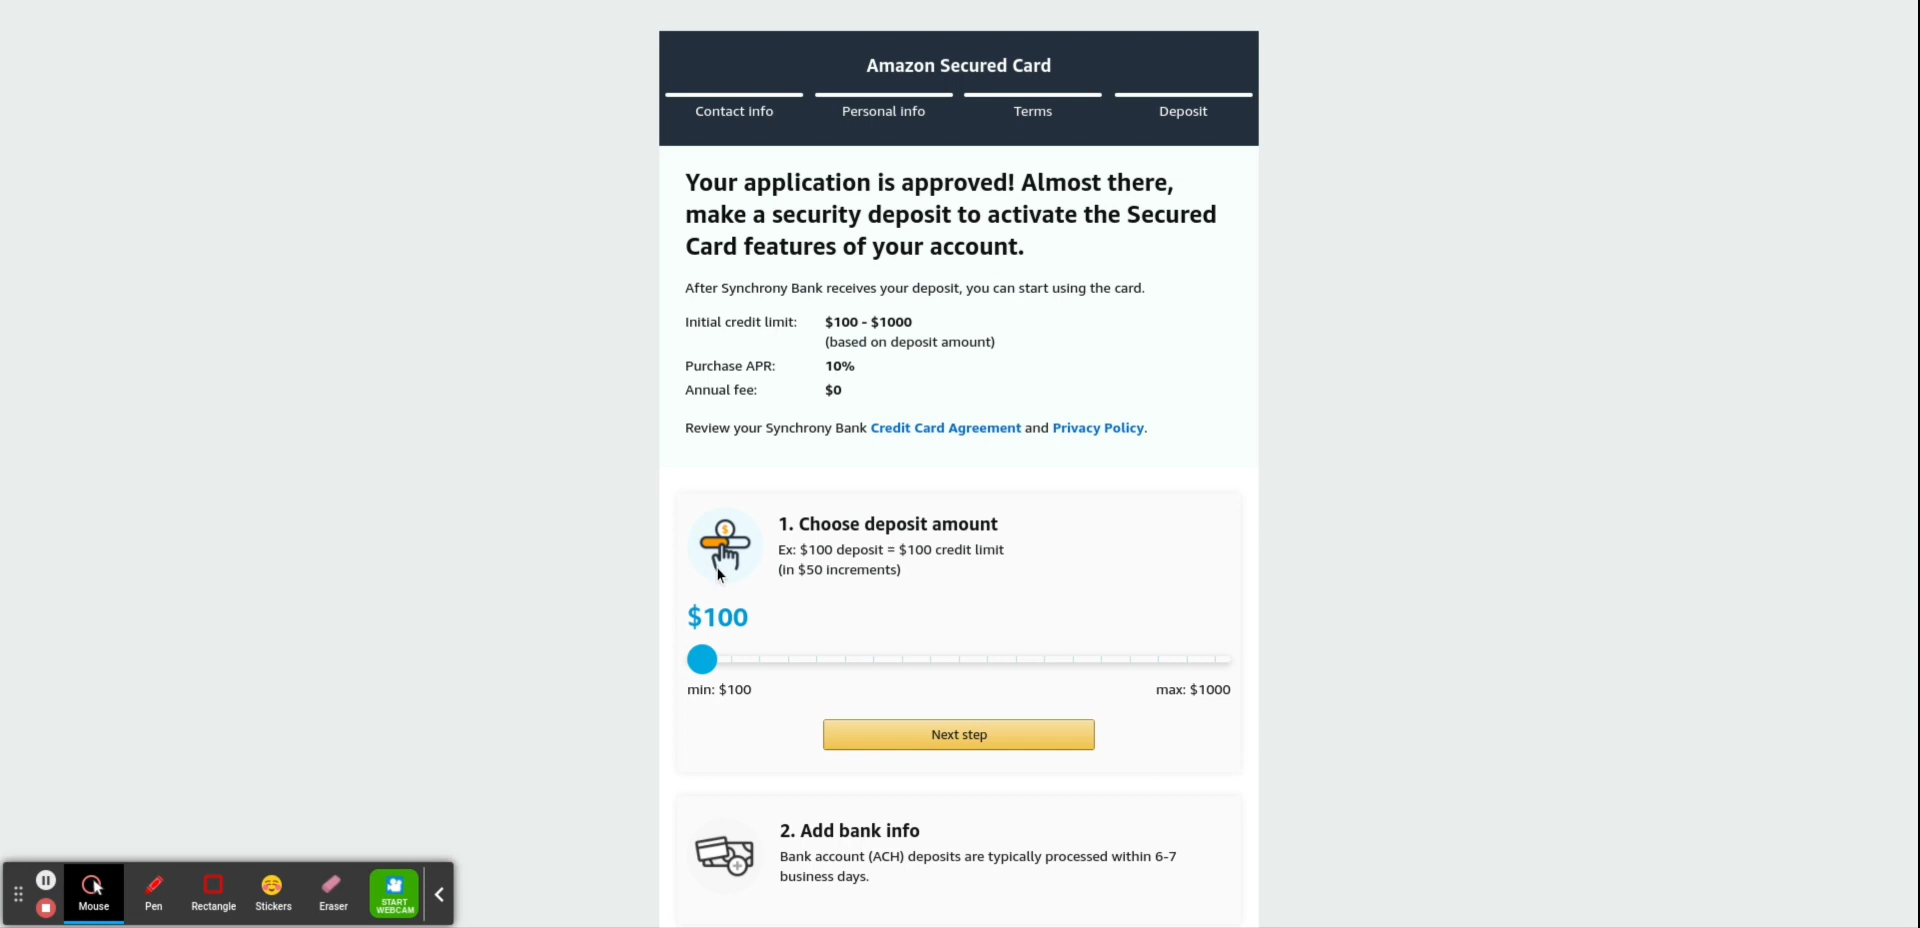 Amazon Secured Card
Contact info Personal info Terms Deposit
Your application is approved! Almost there,
make a security deposit to activate the Secured
Card features of your account.
After Synchrony Bank receives your deposit, you can start using the card.
Initial credit limit: $100 - $1000
(based on deposit amount)
Purchase APR: 10%
Annual fee: $0
Review your Synchrony Bank Credit Card Agreement and Privacy Policy.
$
1. Choose deposit amount
Ex: $100 deposit = $100 credit limit
(in $50 increments)
$100
min: $100 max: $1000
Next step
2. Add bank info
Bank account (ACH) deposits are typically processed within 6-7
business days.
Mouse Pen Rectangle Stickers Eraser START
WEBCAM